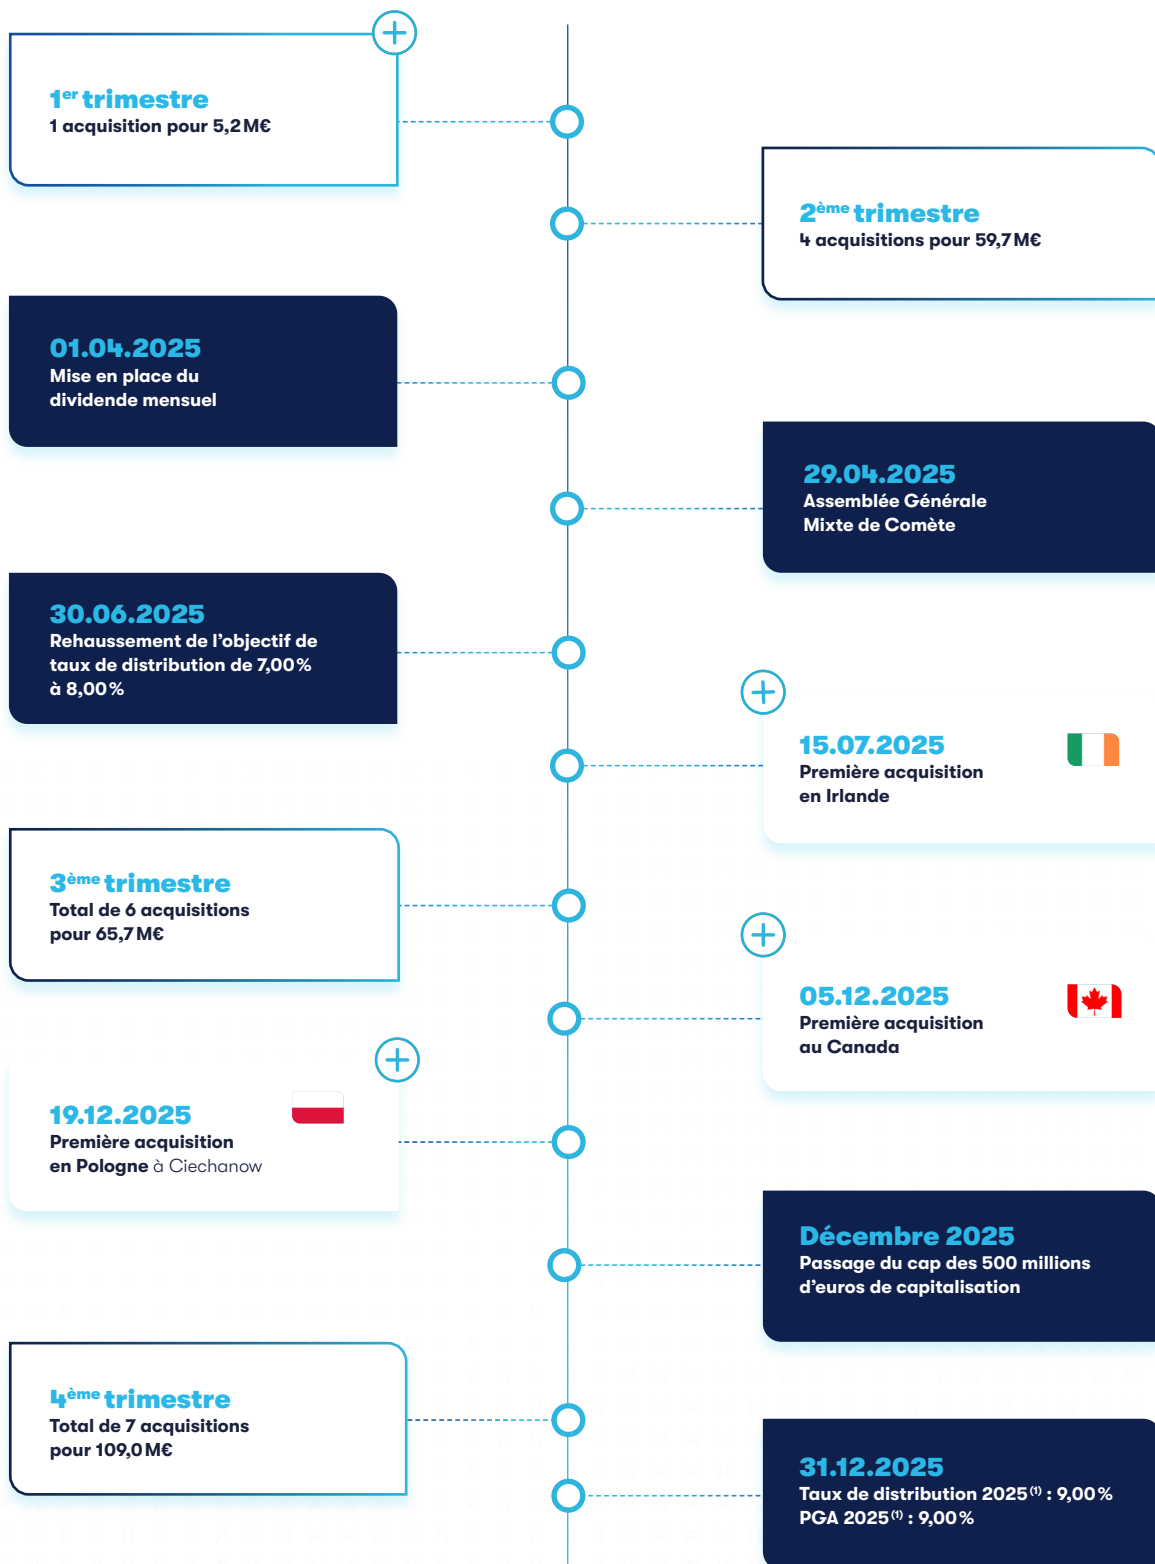 1er trimestre
1 acquisition pour 5,2 M€
2ème trimestre
4 acquisitions pour 59,7 M€
01.04.2025
Mise en place du
dividende mensuel
29.04.2025
Assemblée Générale
Mixte de Comète
30.06.2025
Rehaussement de l’objectif de
taux de distribution de 7,00 %
à 8,00 %
15.07.2025
Première acquisition
en Irlande
3ème trimestre
Total de 6 acquisitions
pour 65,7 M€
05.12.2025
Première acquisition
au Canada
19.12.2025
Première acquisition
en Pologne à Ciechanow
Décembre 2025
Passage du cap des 500 millions
d’euros de capitalisation
4ème trimestre
Total de 7 acquisitions
pour 109,0 M€
31.12.2025
Taux de distribution 2025(1) : 9,00 %
PGA 2025(1) : 9,00 %